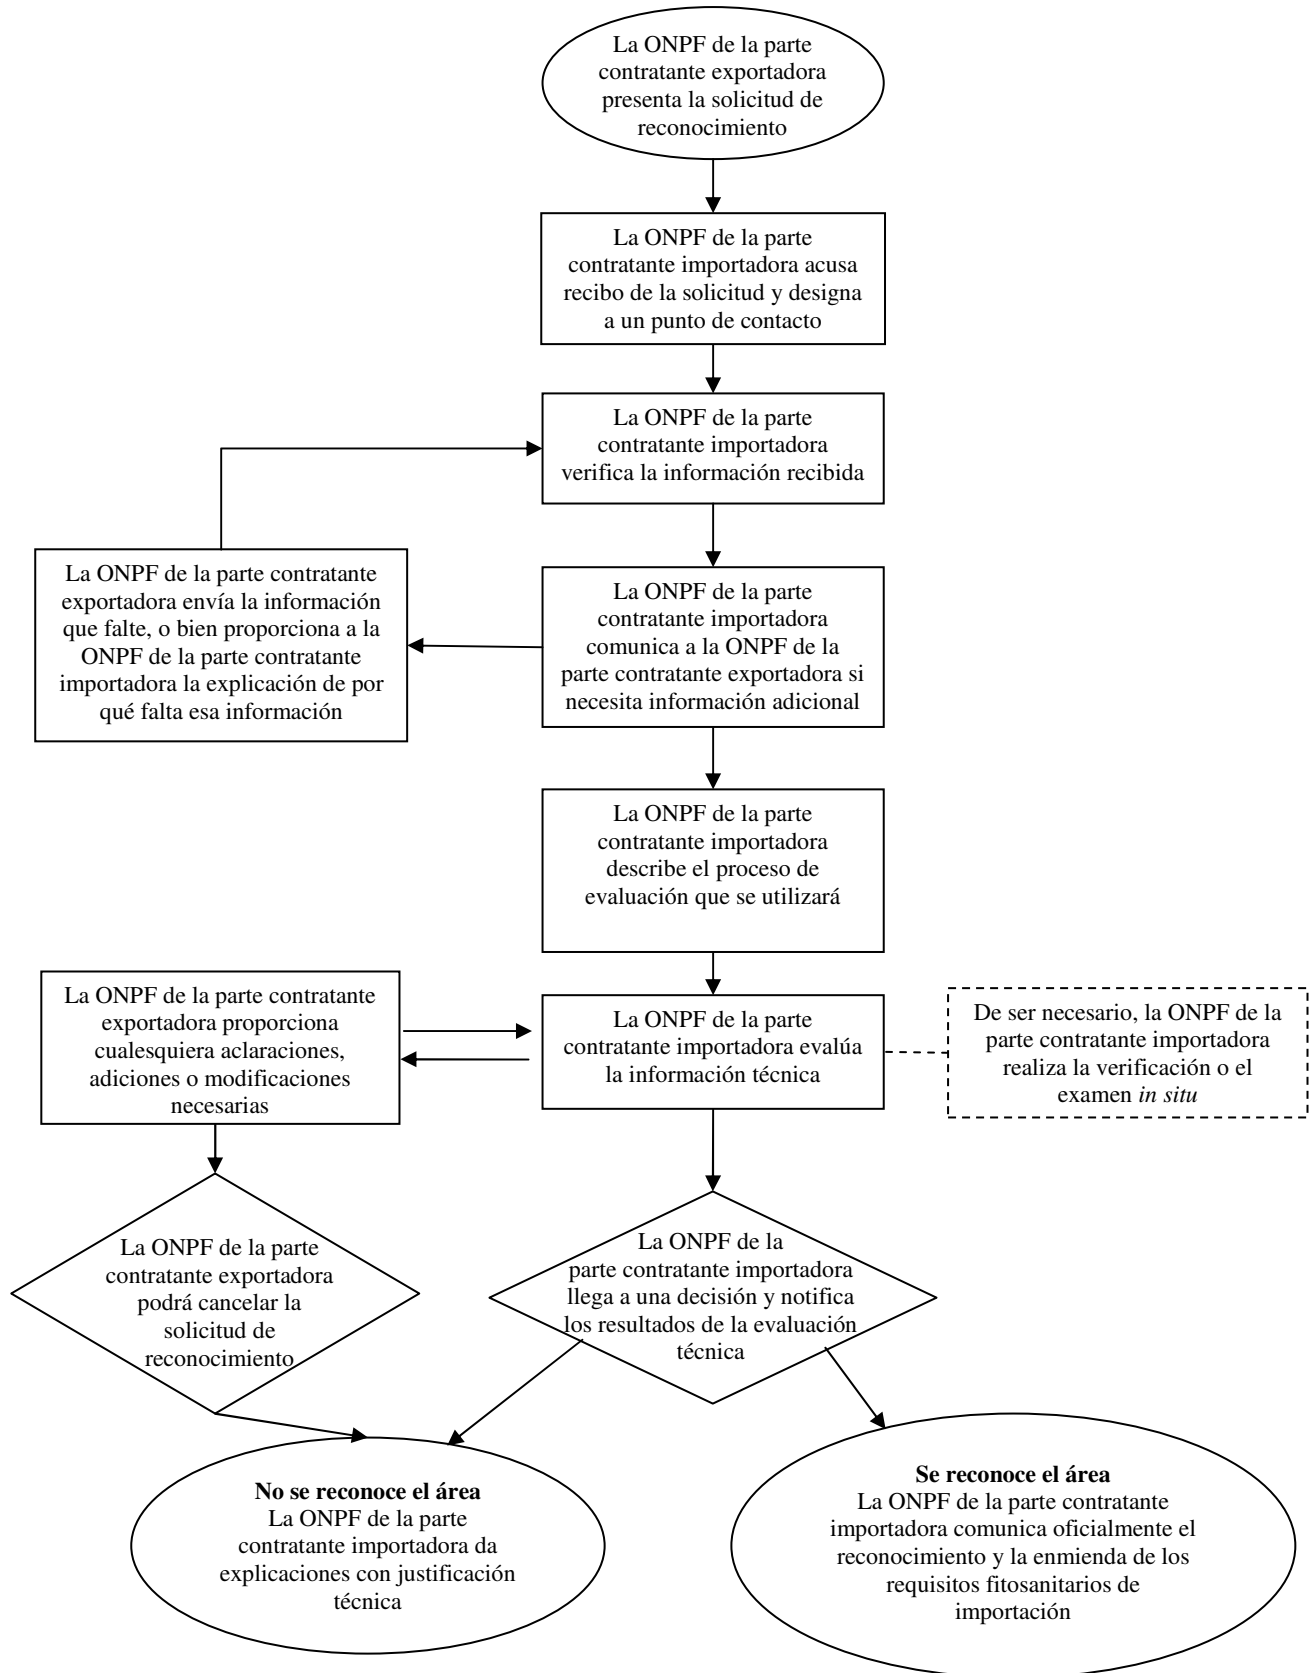 La ONPF de la parte
contratante exportadora
presenta la solicitud de
reconocimiento
La ONPF de la parte
contratante importadora acusa
recibo de la solicitud y designa
a un punto de contacto
La ONPF de la parte
contratante importadora
verifica la información recibida
La ONPF de la parte contratante
exportadora envía la información
que falte, o bien proporciona a la
ONPF de la parte contratante
importadora la explicación de por
qué falta esa información
La ONPF de la parte
contratante importadora
comunica a la ONPF de la
parte contratante exportadora si
necesita información adicional
La ONPF de la parte
contratante importadora
describe el proceso de
evaluación que se utilizará
La ONPF de la parte contratante
exportadora proporciona
cualesquiera aclaraciones,
adiciones o modificaciones
necesarias
La ONPF de la parte
contratante importadora evalúa
la información técnica
De ser necesario, la ONPF de la
parte contratante importadora
realiza la verificación o el
examen in situ
La ONPF de la parte
contratante exportadora
podrá cancelar la
solicitud de
reconocimiento
La ONPF de la
parte contratante importadora
llega a una decisión y notifica
los resultados de la evaluación
técnica
No se reconoce el área
La ONPF de la parte
contratante importadora da
explicaciones con justificación
técnica
Se reconoce el área
La ONPF de la parte contratante
importadora comunica oficialmente el
reconocimiento y la enmienda de los
requisitos fitosanitarios de
importación